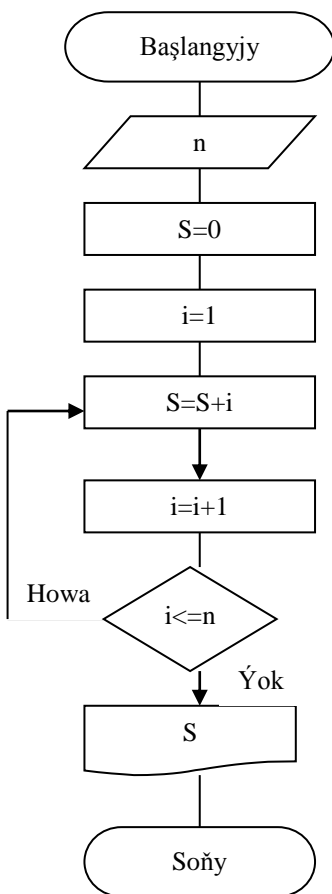 Başlangyjy
n
S=0
i=1
S=S+i
i=i+1
Howa
i<=n
Ýok
S
Soňy